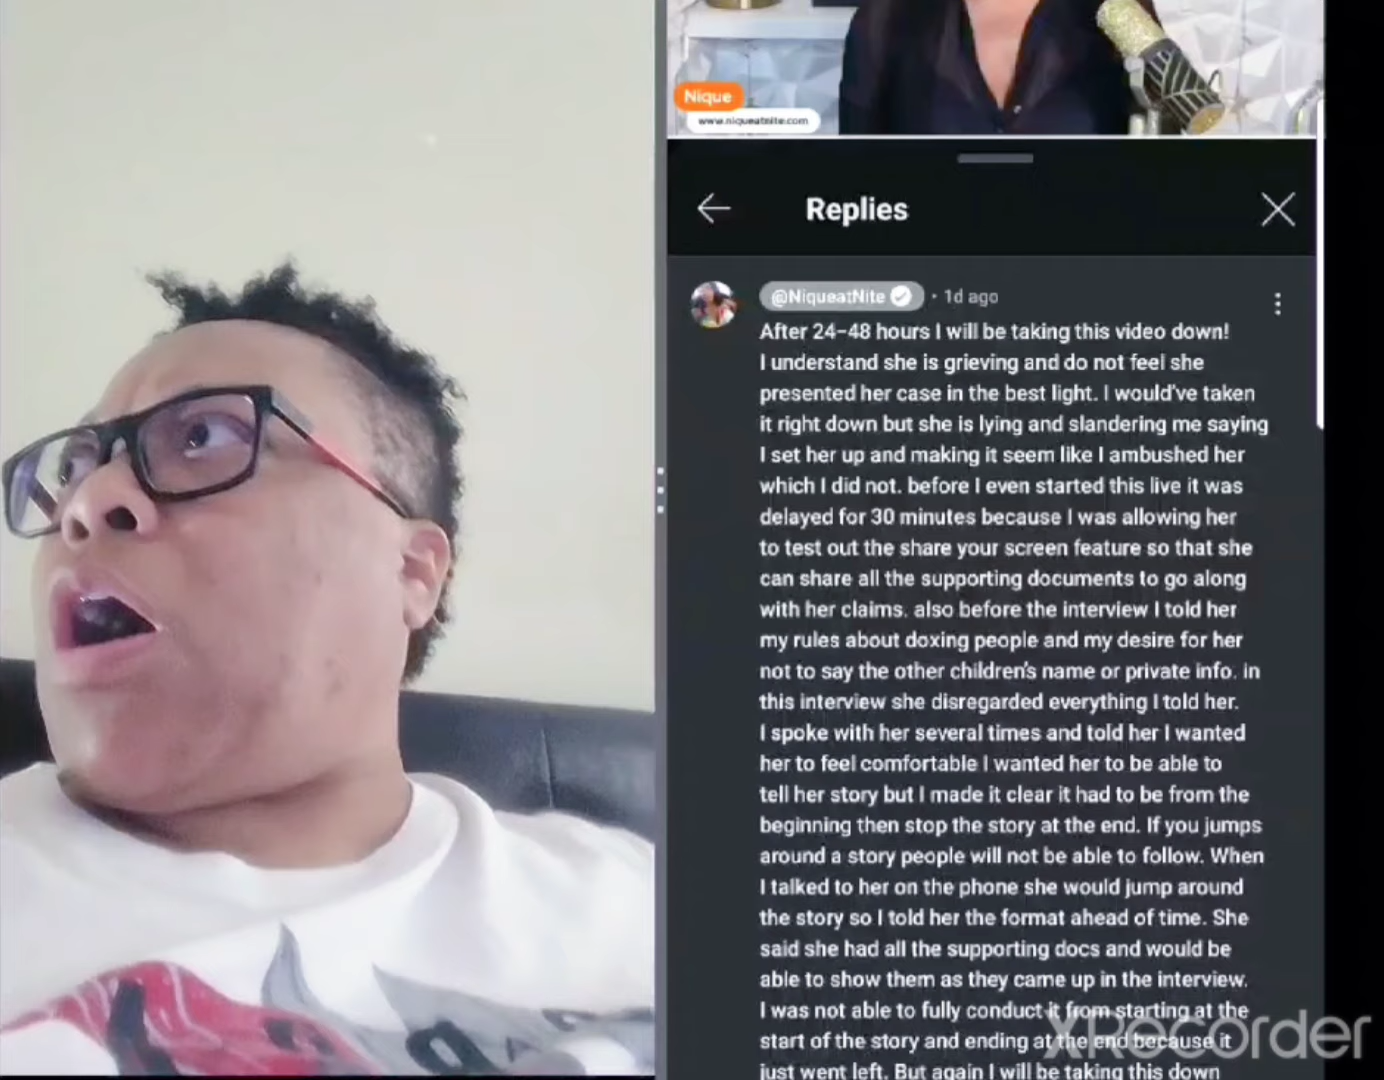 Nique
www.niqueatnite.com
Replies
@NiqueatNite • 1d ago
After 24–48 hours I will be taking this video down!
I understand she is grieving and do not feel she
presented her case in the best light. I would've taken
it right down but she is lying and slandering me saying
I set her up and making it seem like I ambushed her
which I did not. before I even started this live it was
delayed for 30 minutes because I was allowing her
to test out the share your screen feature so that she
can share all the supporting documents to go along
with her claims. also before the interview I told her
my rules about doxing people and my desire for her
not to say the other children's name or private info. in
this interview she disregarded everything I told her.
I spoke with her several times and told her I wanted
her to feel comfortable I wanted her to be able to
tell her story but I made it clear it had to be from the
beginning then stop the story at the end. If you jumps
around a story people will not be able to follow. When
I talked to her on the phone she would jump around
the story so I told her the format ahead of time. She
said she had all the supporting docs and would be
able to show them as they came up in the interview.
I was not able to fully conduct it from starting at the
start of the story and ending at the end because it
just went left. But again I will be taking this down
XRecorder